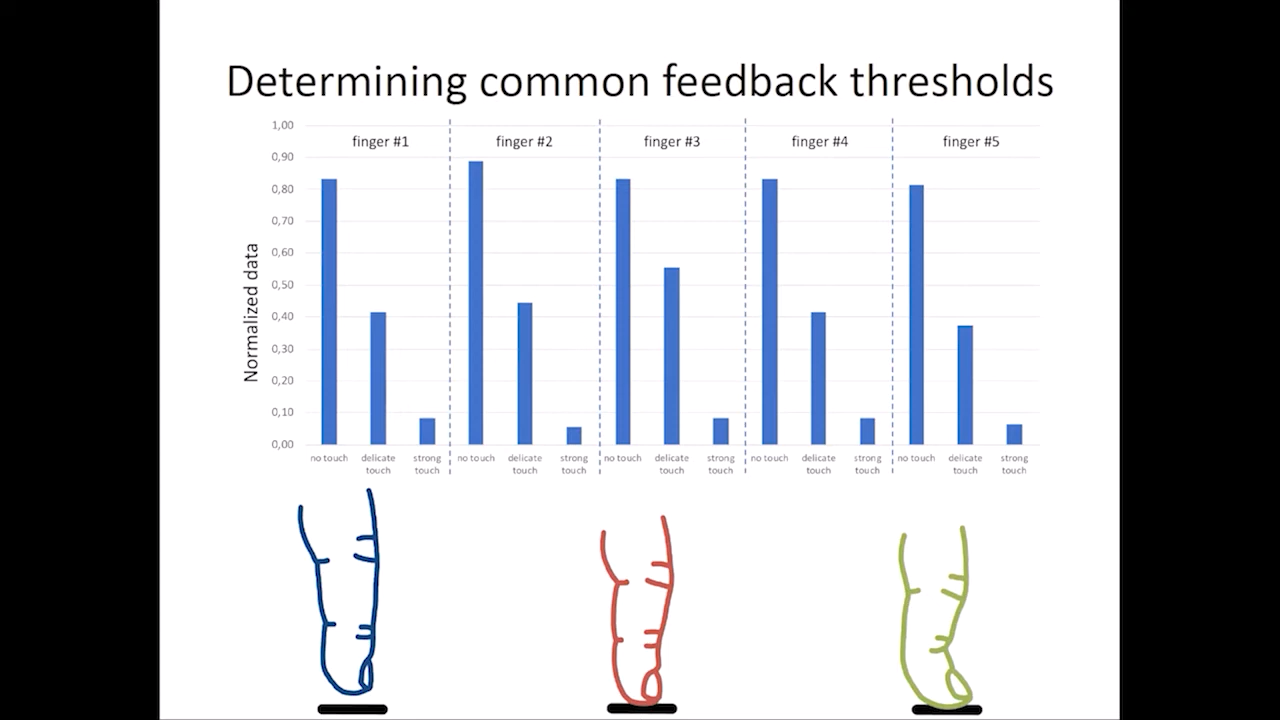 Determining common feedback thresholds
1,00
finger #1 finger #2 finger #3 finger #4 finger #5
0,90
0,80
0,70
0,60
0,50
0,40
0,30
0,20
0,10
0,00
Normalized data
no touch delicate strong no touch delicate strong no touch delicate strong no touch delicate strong no touch delicate strong
touch touch touch touch touch touch touch touch touch touch